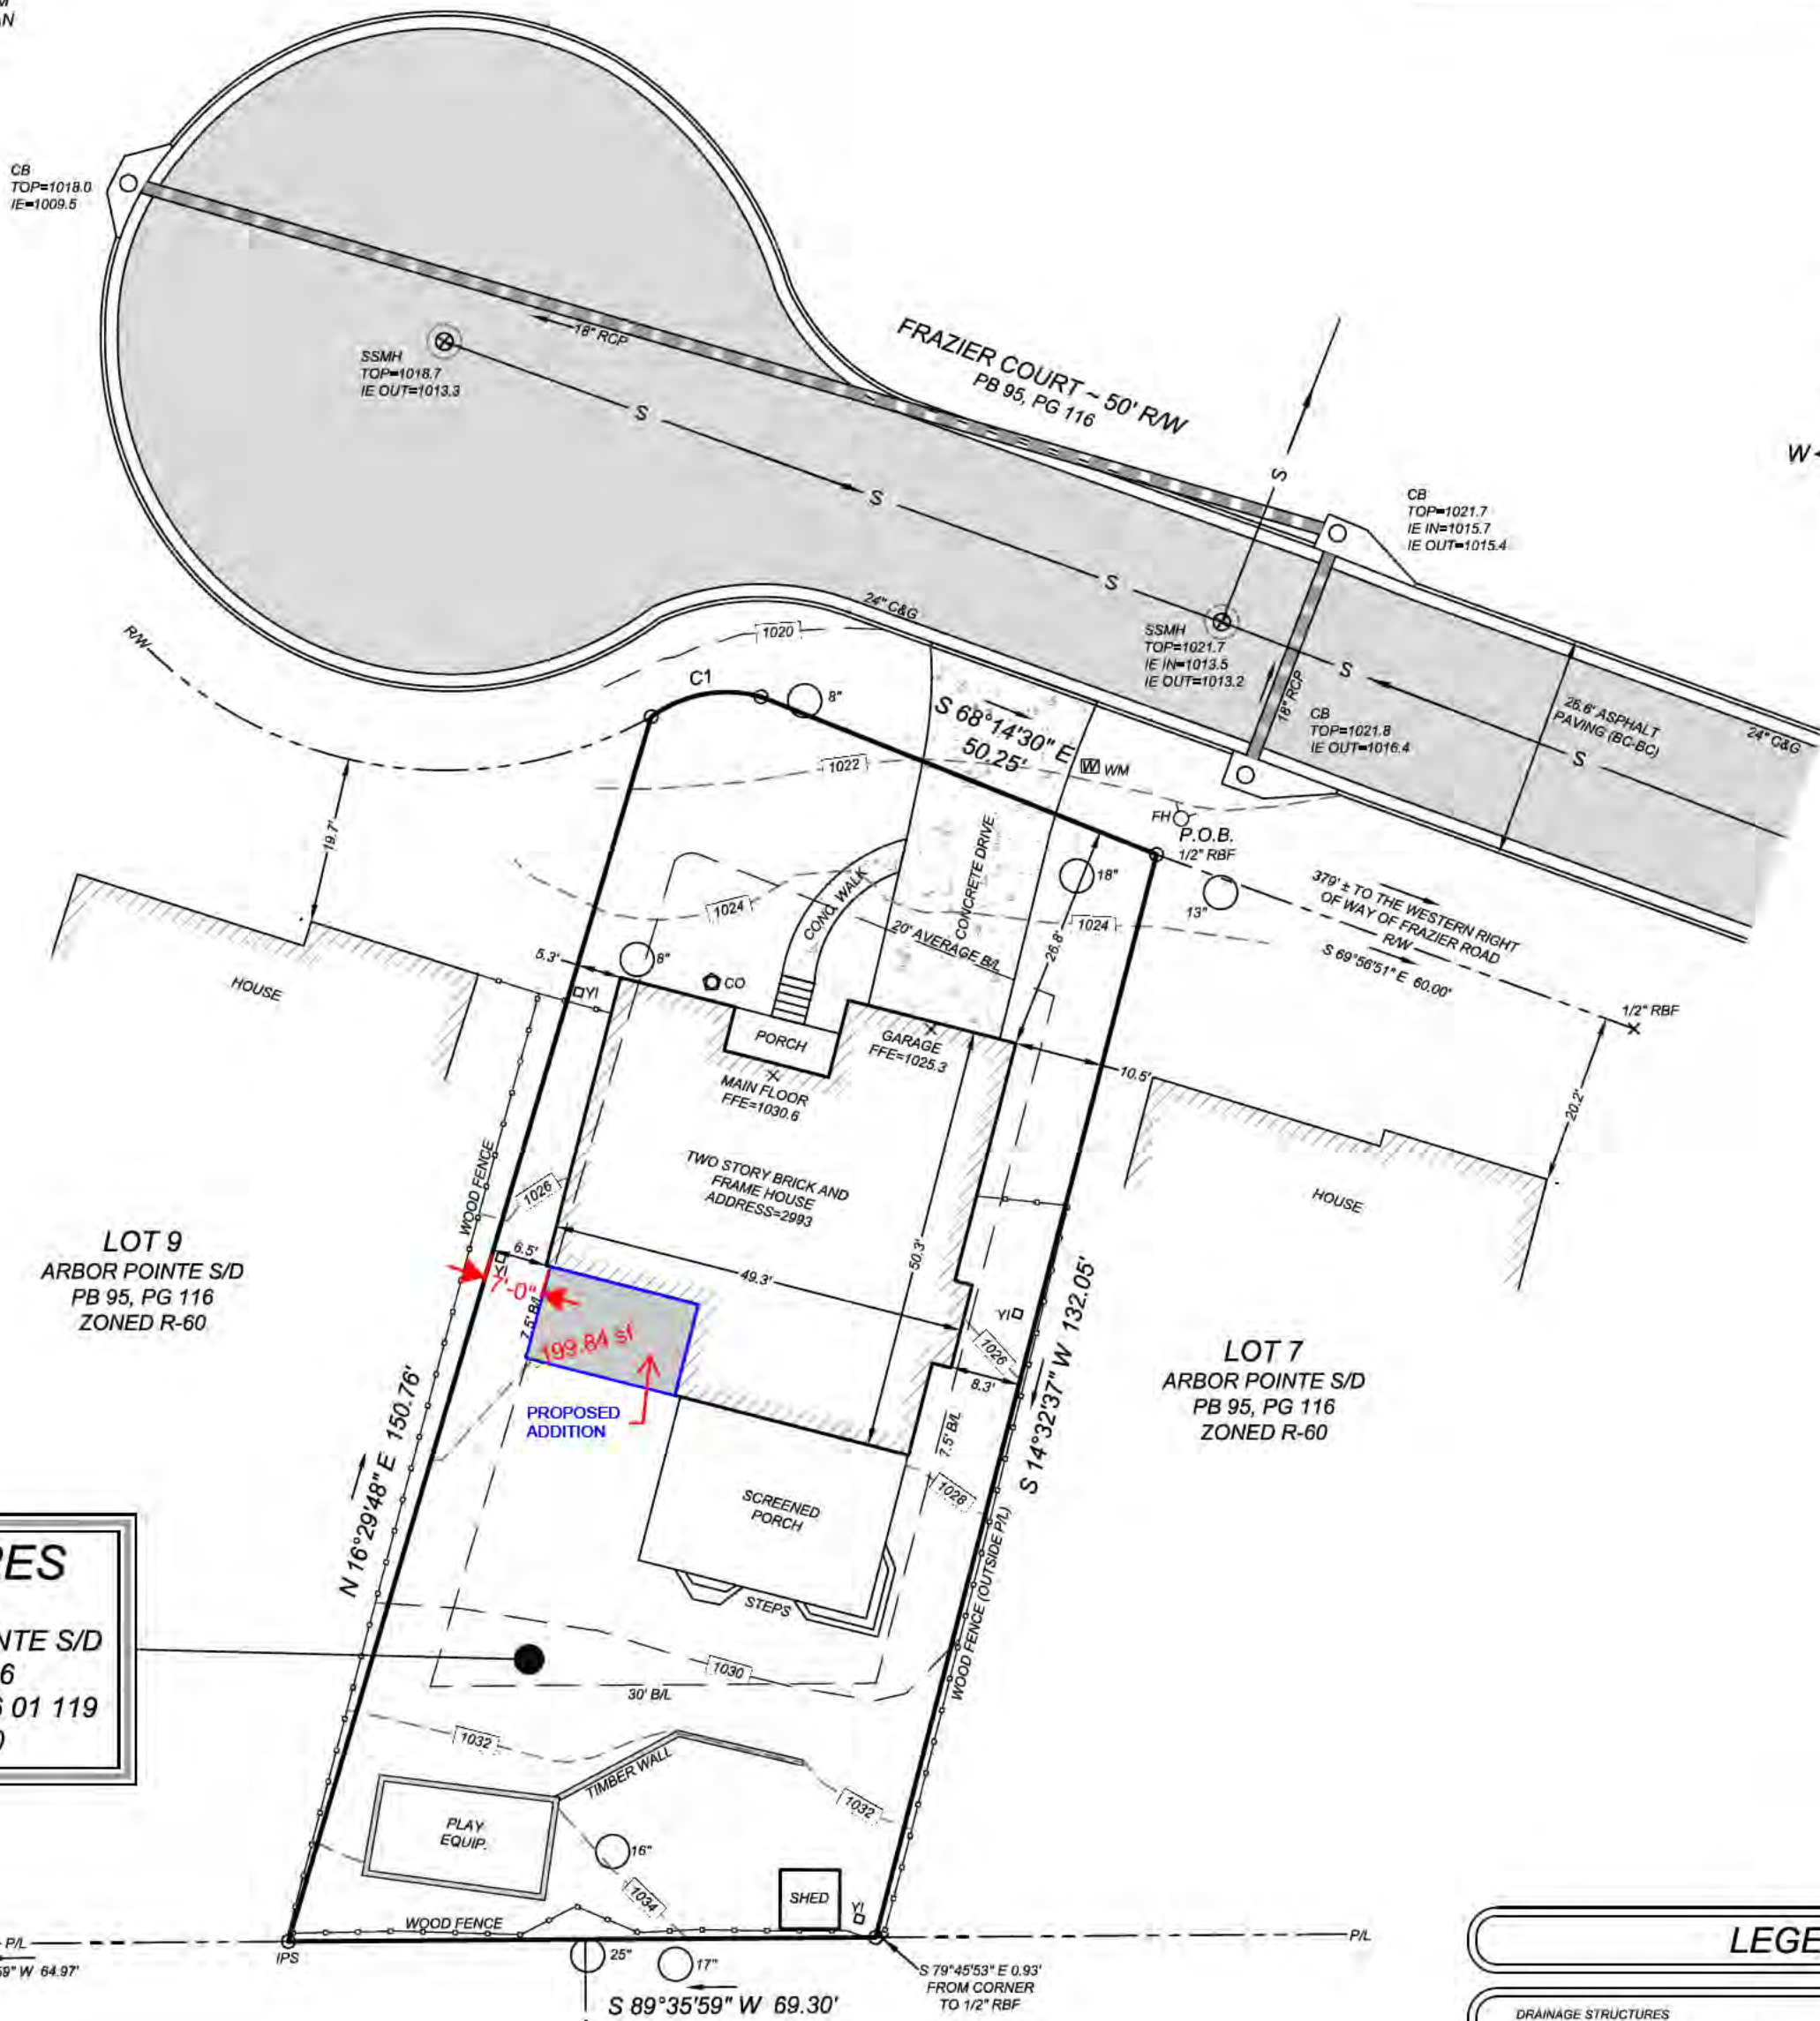 CB
TOP=1018.0
IE=1009.5
18" RCP
SSMH
TOP=1018.7
IE OUT=1013.3
S
FRAZIER COURT ~ 50' R/W
PB 95, PG 116
S
S
W
CB
TOP=1021.7
IE IN=1015.7
IE OUT=1015.4
S
24" C&G
SSMH
TOP=1021.7
IE IN=1013.5
IE OUT=1013.2
S
18" RCP
CB
TOP=1021.8
IE OUT=1016.4
26.6' ASPHALT
PAVING (BC-BC)
24" C&G
S
R/W
1020
C1
8"
S 68°14'30" E
50.25'
W WM
1022
FH
P.O.B.
1/2" RBF
19.7'
CONC. WALK
CONCRETE DRIVE
18"
13"
379' ± TO THE WESTERN RIGHT
OF WAY OF FRAZIER ROAD
R/W
S 69°56'51" E 60.00'
1/2" RBF
1024
1024
20' AVERAGE B/L
26.8'
5.3'
8"
CO
YI
HOUSE
PORCH
GARAGE
FFE=1025.3
MAIN FLOOR
FFE=1030.6
10.5'
20.2'
HOUSE
WOOD FENCE
1026
TWO STORY BRICK AND
FRAME HOUSE
ADDRESS=2993
LOT 9
ARBOR POINTE S/D
PB 95, PG 116
ZONED R-60
6.5'
YI
7'-0"
7.5' B/L
49.3'
50.3'
199.84 sf
PROPOSED
ADDITION
YI
1026
8.3'
7.5' B/L
S 14°32'37" W 132.05'
LOT 7
ARBOR POINTE S/D
PB 95, PG 116
ZONED R-60
N 16°29'48" E 150.76'
1028
SCREENED
PORCH
STEPS
WOOD FENCE (OUTSIDE P/L)
RES
NTE S/D
6
01 119
1030
30' B/L
1032
TIMBER WALL
1032
PLAY
EQUIP.
16"
1034
SHED
YI
WOOD FENCE
P/L
IPS
25"
17"
P/L
59" W 64.97'
S 79°45'53" E 0.93'
FROM CORNER
TO 1/2" RBF
S 89°35'59" W 69.30'
LEGE
DRAINAGE STRUCTURES